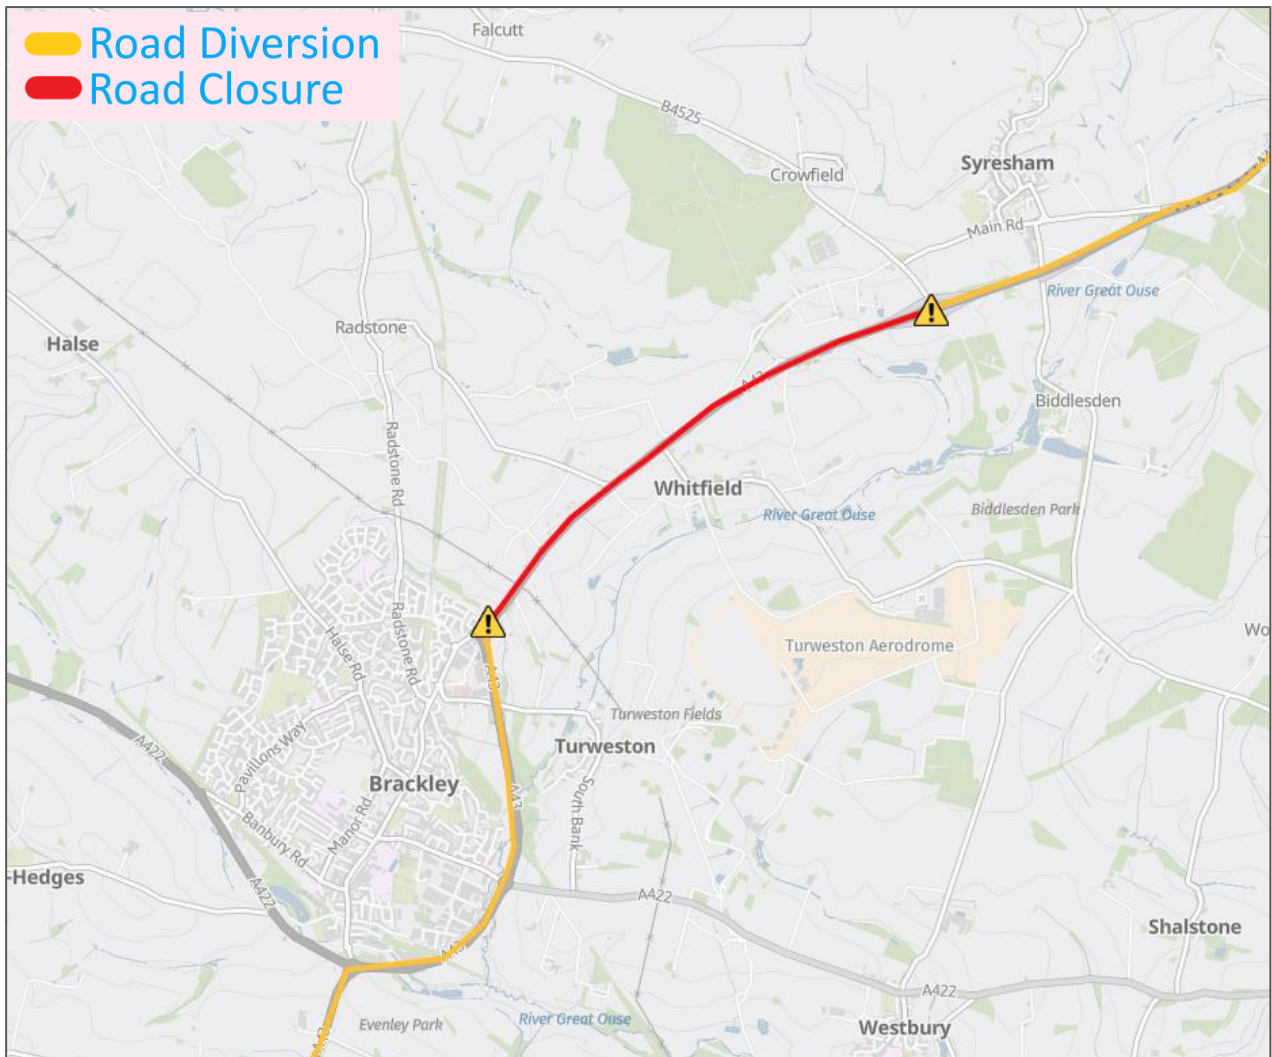 Road Diversion
Road Closure
Falcutt
B4525
Syresham
Crowfield
Main Rd
River Great Ouse
Radstone
Halse
Biddlesden
Radstone Rd
Whitfield
River Great Ouse
Biddlesden Park
Halse Rd
Radstone Rd
Turweston Aerodrome
A43
Turweston Fields
A422
Pavillons Way
Turweston
Brackley
A43
South Bank
Manor Rd
Banbury Rd
-Hedges
A422
A422
Shalstone
A43
A422
River Great Ouse
Evenley Park
Westbury
A43